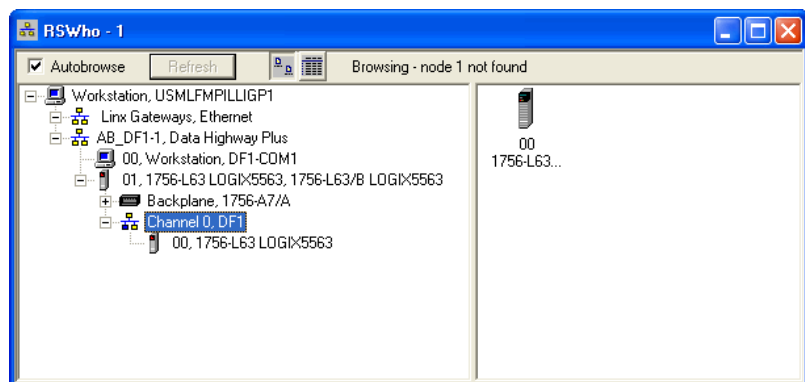 RSWho - 1
Autobrowse Refresh Browsing - node 1 not found
Workstation, USMLFMPILLIGP1
Linx Gateways, Ethernet
AB_DF1-1, Data Highway Plus
00, Workstation, DF1-COM1
01, 1756-L63 LOGIX5563, 1756-L63/B LOGIX5563
Backplane, 1756-A7/A
Channel 0, DF1
00, 1756-L63 LOGIX5563
00
1756-L63...